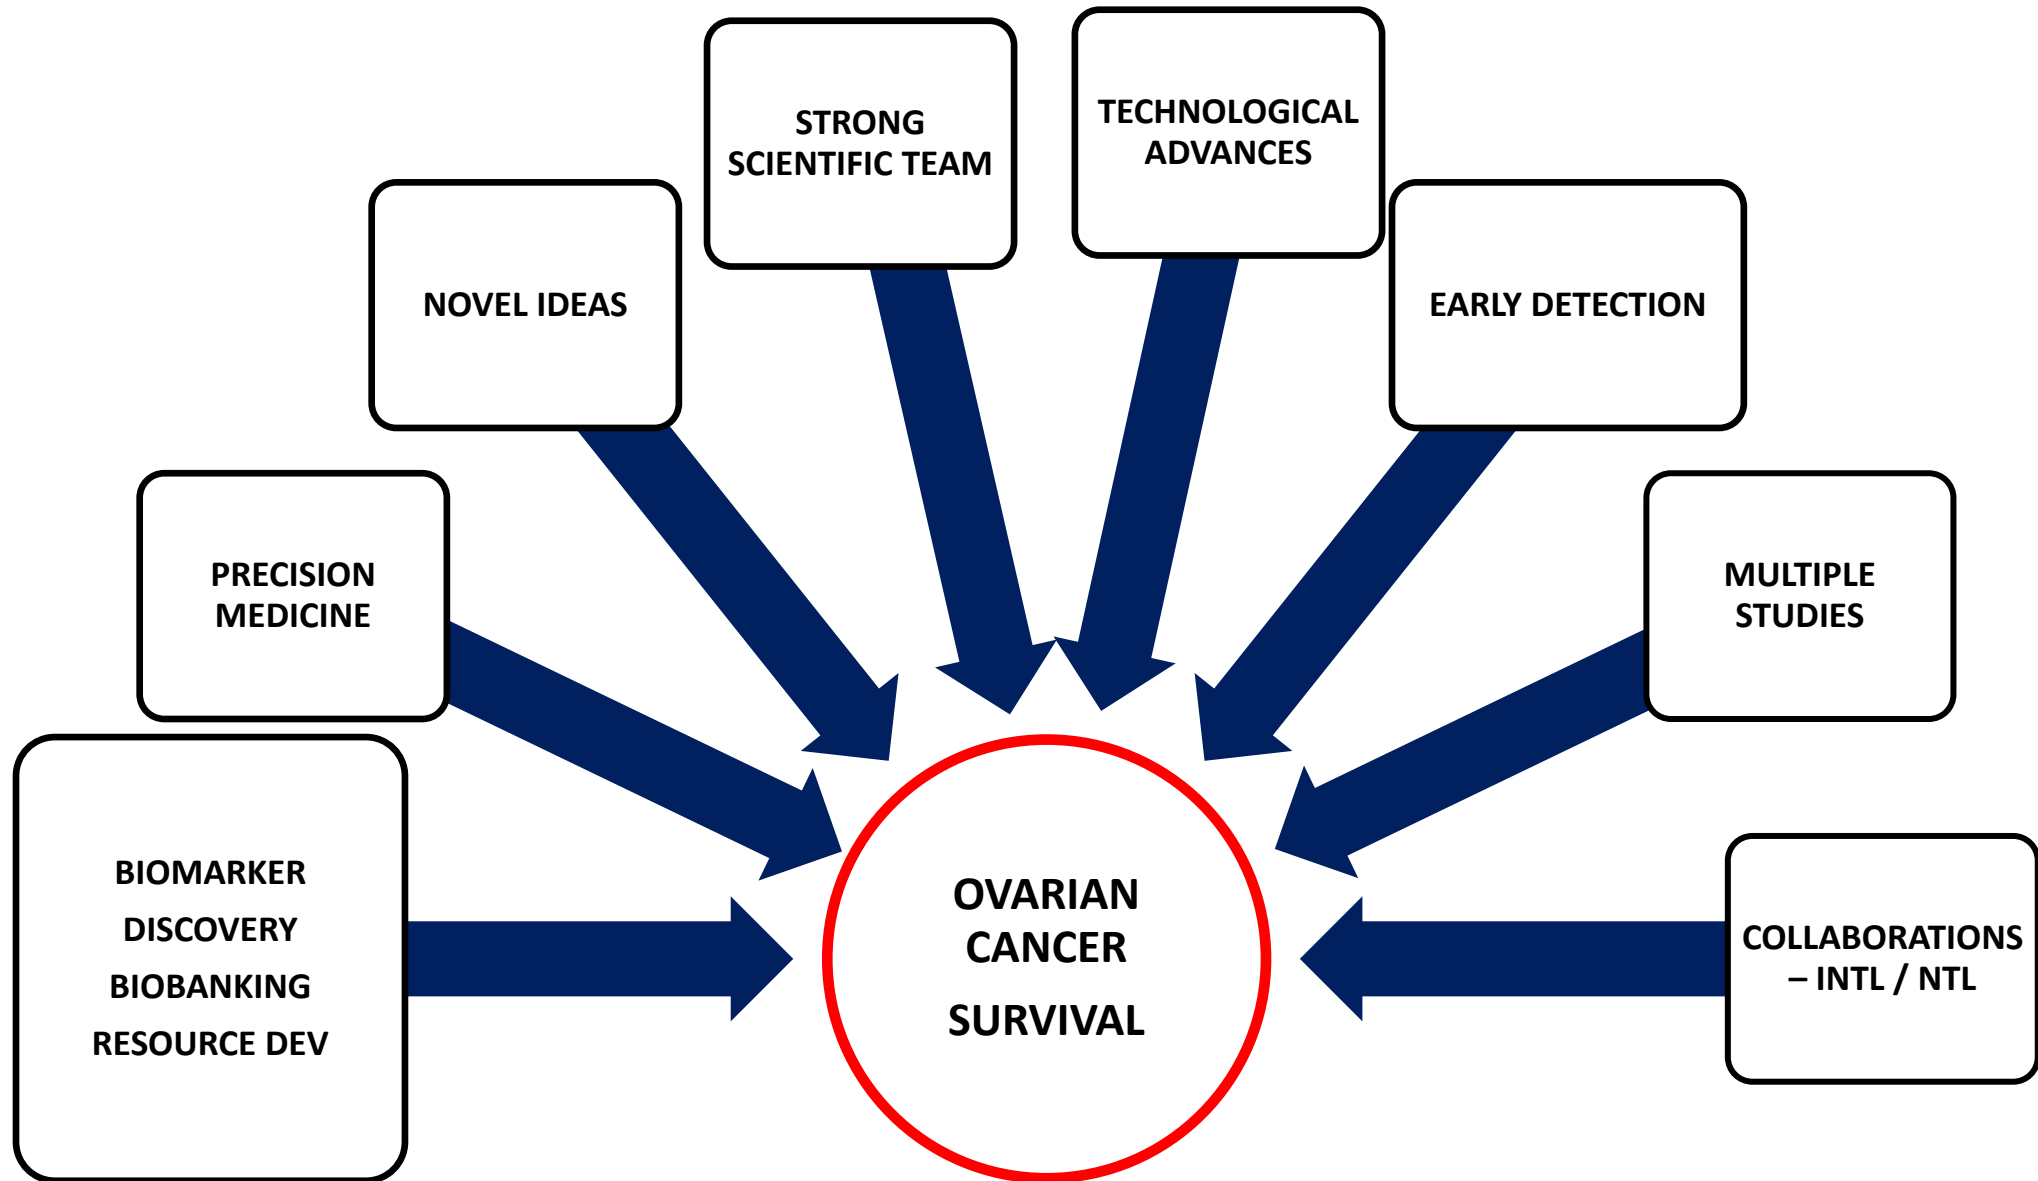 STRONG
SCIENTIFIC TEAM
TECHNOLOGICAL
ADVANCES
NOVEL IDEAS
EARLY DETECTION
PRECISION
MEDICINE
MULTIPLE
STUDIES
BIOMARKER
DISCOVERY
BIOBANKING
RESOURCE DEV
OVARIAN
CANCER
SURVIVAL
COLLABORATIONS
– INTL / NTL